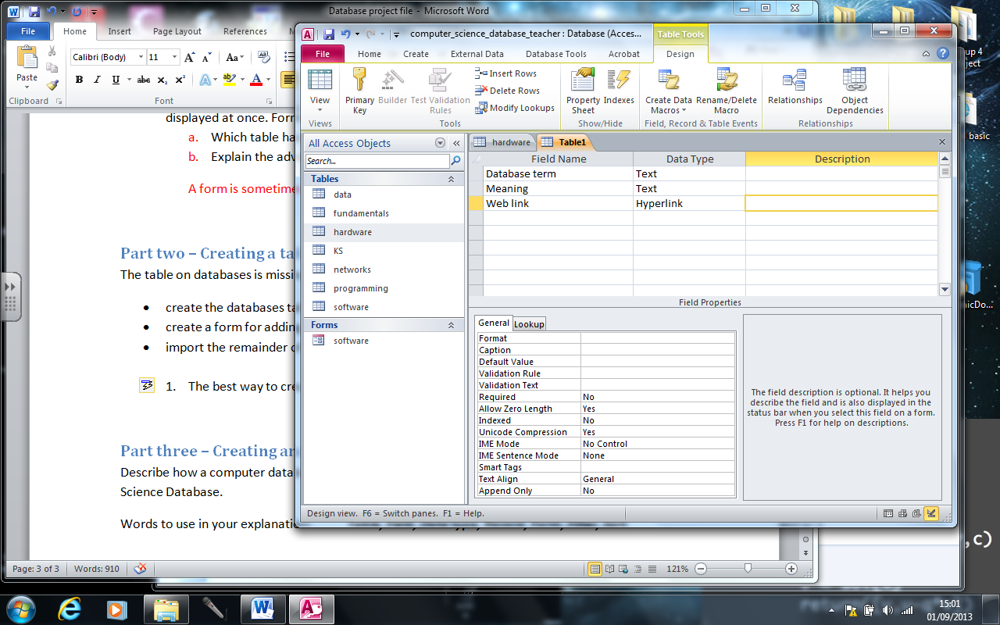 Database project file - Microsoft Word
File
Home
Insert
Page Layout
References
Paste
Clipboard
Calibri (Body)
11
Font
displayed at once. Form
a. Which table ha
b. Explain the adv
A form is sometime
Part two – Creating a ta
The table on databases is missi
• create the databases ta
• create a form for addin
• import the remainder o
1. The best way to cre
Part three – Creating an
Describe how a computer data
Science Database.
Words to use in your explanatio
Page: 3 of 3
Words: 910
121%
computer_science_database_teacher : Database (Acces...
Table Tools
File
Home
Create
External Data
Database Tools
Acrobat
Design
View
Views
Primary Key
Builder
Test Validation Rules
Insert Rows
Delete Rows
Modify Lookups
Tools
Property Sheet
Indexes
Show/Hide
Create Data Macros
Rename/Delete Macro
Field, Record & Table Events
Relationships
Object Dependencies
Relationships
All Access Objects
Search...
Tables
data
fundamentals
hardware
KS
networks
programming
software
Forms
software
hardware
Table1
Field Name Data Type Description
Database term Text
Meaning Text
Web link Hyperlink
Field Properties
General Lookup
Format
Caption
Default Value
Validation Rule
Validation Text
Required No
Allow Zero Length Yes
Indexed No
Unicode Compression Yes
IME Mode No Control
IME Sentence Mode None
Smart Tags
Text Align General
Append Only No
The field description is optional. It helps you
describe the field and is also displayed in the
status bar when you select this field on a form.
Press F1 for help on descriptions.
Design view. F6 = Switch panes. F1 = Help.
up 4
ject
basic
nicDo...
,c)
15:01
01/09/2013